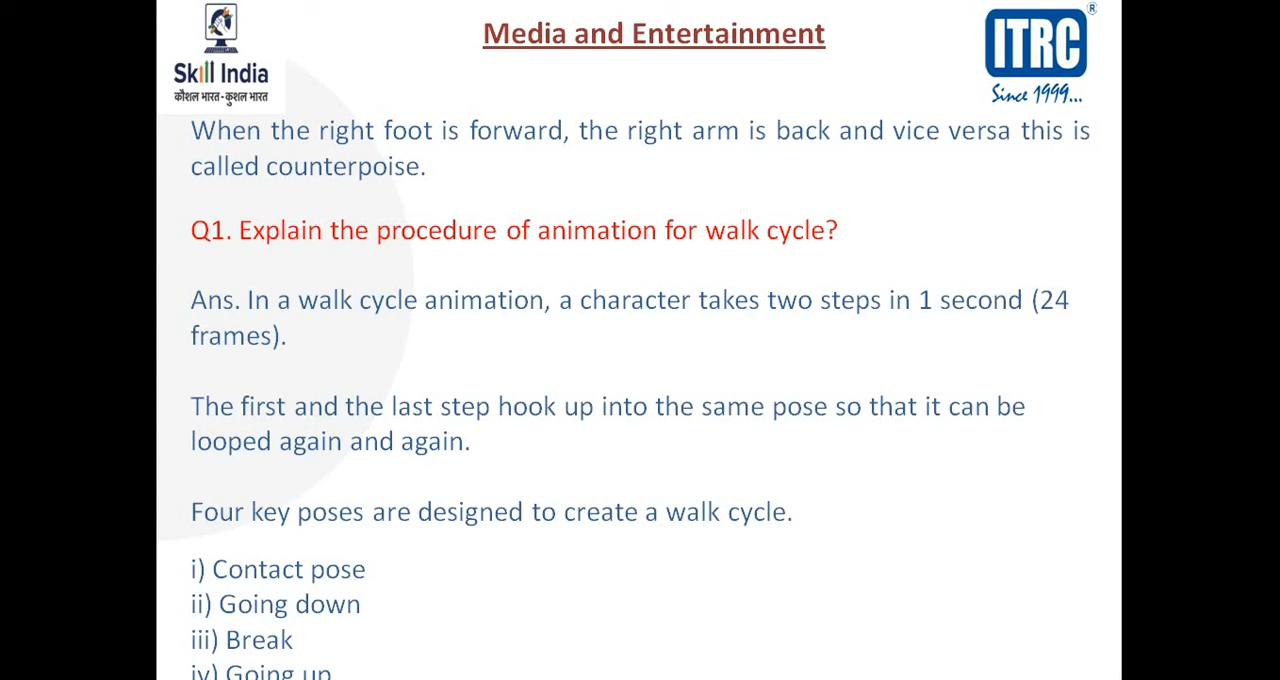 Media and Entertainment
Skill India
कौशल भारत-कुशल भारत
ITRC
®
Since 1999...
When the right foot is forward, the right arm is back and vice versa this is
called counterpoise.
Q1. Explain the procedure of animation for walk cycle?
Ans. In a walk cycle animation, a character takes two steps in 1 second (24
frames).
The first and the last step hook up into the same pose so that it can be
looped again and again.
Four key poses are designed to create a walk cycle.
i) Contact pose
ii) Going down
iii) Break
iv) Going up